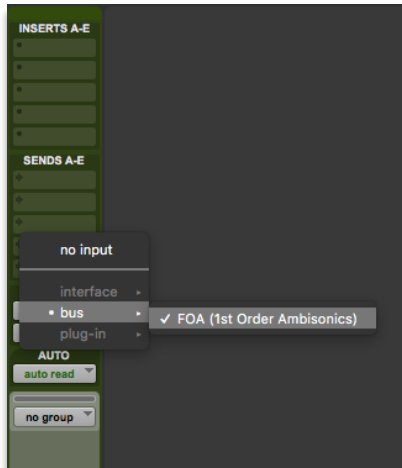 INSERTS A-E
SENDS A-E
no input
interface
bus
✓ FOA (1st Order Ambisonics)
plug-in
AUTO
auto read
no group